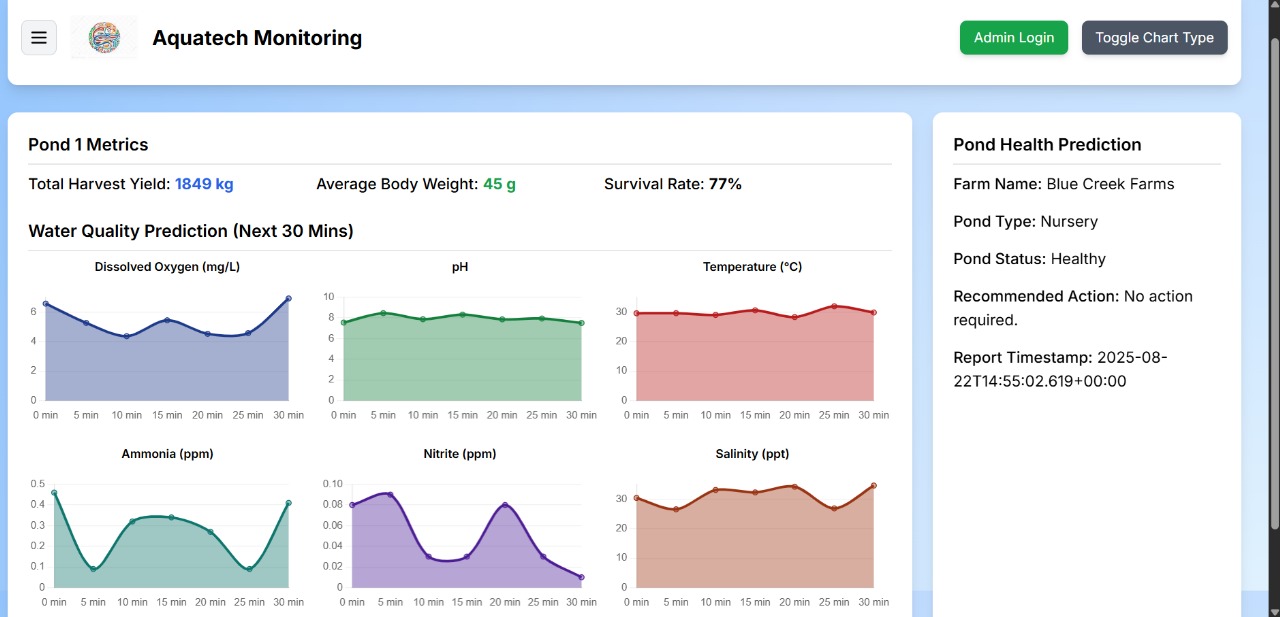 Aquatech Monitoring
Admin Login
Toggle Chart Type
Pond 1 Metrics
Total Harvest Yield: 1849 kg
Average Body Weight: 45 g
Survival Rate: 77%
Water Quality Prediction (Next 30 Mins)
Dissolved Oxygen (mg/L)
6
4
2
0
0 min 5 min 10 min 15 min 20 min 25 min 30 min
pH
10
8
6
4
2
0
0 min 5 min 10 min 15 min 20 min 25 min 30 min
Temperature (°C)
30
20
10
0
0 min 5 min 10 min 15 min 20 min 25 min 30 min
Ammonia (ppm)
0.5
0.4
0.3
0.2
0.1
0
0 min 5 min 10 min 15 min 20 min 25 min 30 min
Nitrite (ppm)
0.10
0.08
0.06
0.04
0.02
0
0 min 5 min 10 min 15 min 20 min 25 min 30 min
Salinity (ppt)
30
20
10
0
0 min 5 min 10 min 15 min 20 min 25 min 30 min
Pond Health Prediction
Farm Name: Blue Creek Farms
Pond Type: Nursery
Pond Status: Healthy
Recommended Action: No action
required.
Report Timestamp: 2025-08-
22T14:55:02.619+00:00